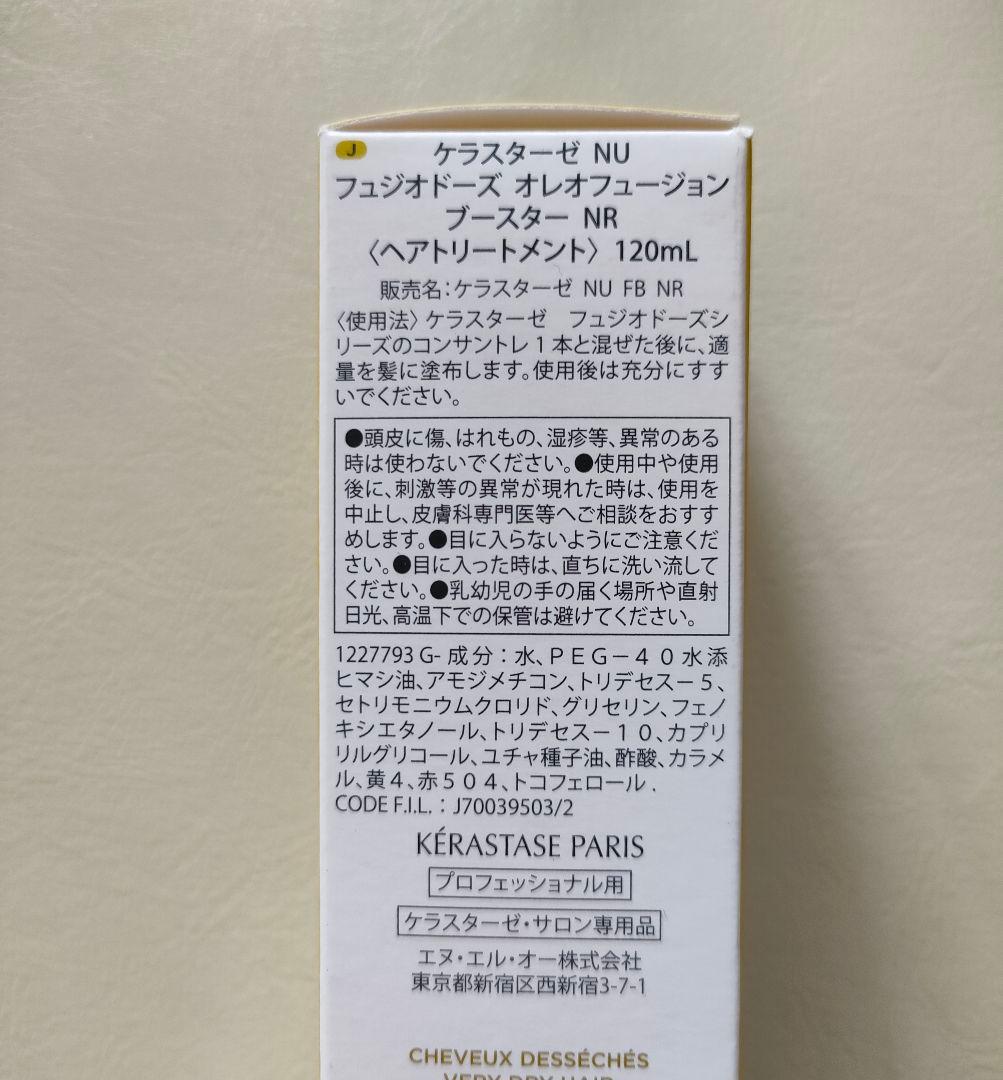 J
ケラスターゼ NU
フュジオドーズ オレオフュージョン
ブースター NR
〈ヘアトリートメント〉 120mL
販売名:ケラスターゼ NU FB NR
〈使用法〉ケラスターゼ　フュジオドーズシ
リーズのコンサントレ1本と混ぜた後に、適
量を髪に塗布します。使用後は充分にすす
いでください。
●頭皮に傷、はれもの、湿疹等、異常のある
時は使わないでください。●使用中や使用
後に、刺激等の異常が現れた時は、使用を
中止し、皮膚科専門医等へご相談をおすす
めします。●目に入らないようにご注意くだ
さい。●目に入った時は、直ちに洗い流して
ください。●乳幼児の手の届く場所や直射
日光、高温下での保管は避けてください。
1227793 G- 成分：水、ＰＥＧ－４０水添
ヒマシ油、アモジメチコン、トリデセス－５、
セトリモニウムクロリド、グリセリン、フェノ
キシエタノール、トリデセス－１０、カプリ
リルグリコール、ユチャ種子油、酢酸、カラメ
ル、黄４、赤５０４、トコフェロール .
CODE F.I.L. : J70039503/2
KÉRASTASE PARIS
プロフェッショナル用
ケラスターゼ・サロン専用品
エヌ・エル・オー株式会社
東京都新宿区西新宿3-7-1
CHEVEUX DESSÉCHÉS
VERY DRY HAIR